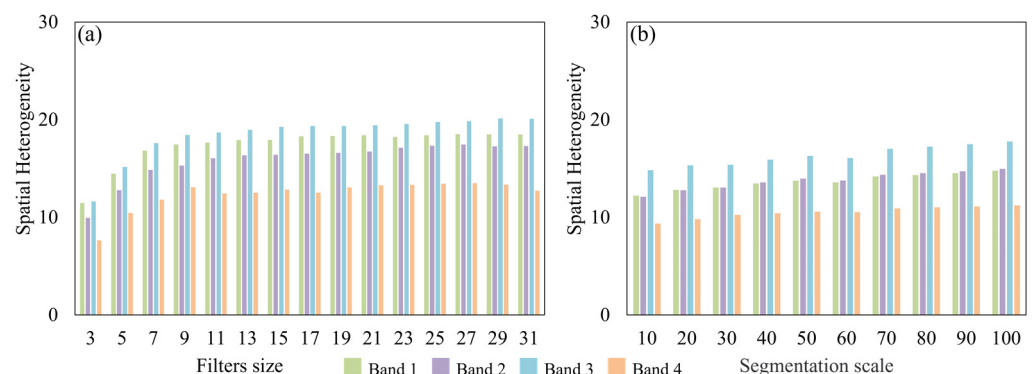 (a)
Spatial Heterogeneity
30
20
10
0
3 5 7 9 11 13 15 17 19 21 23 25 27 29 31
Filters size
(b)
Spatial Heterogeneity
30
20
10
0
10 20 30 40 50 60 70 80 90 100
Segmentation scale
Band 1 Band 2 Band 3 Band 4